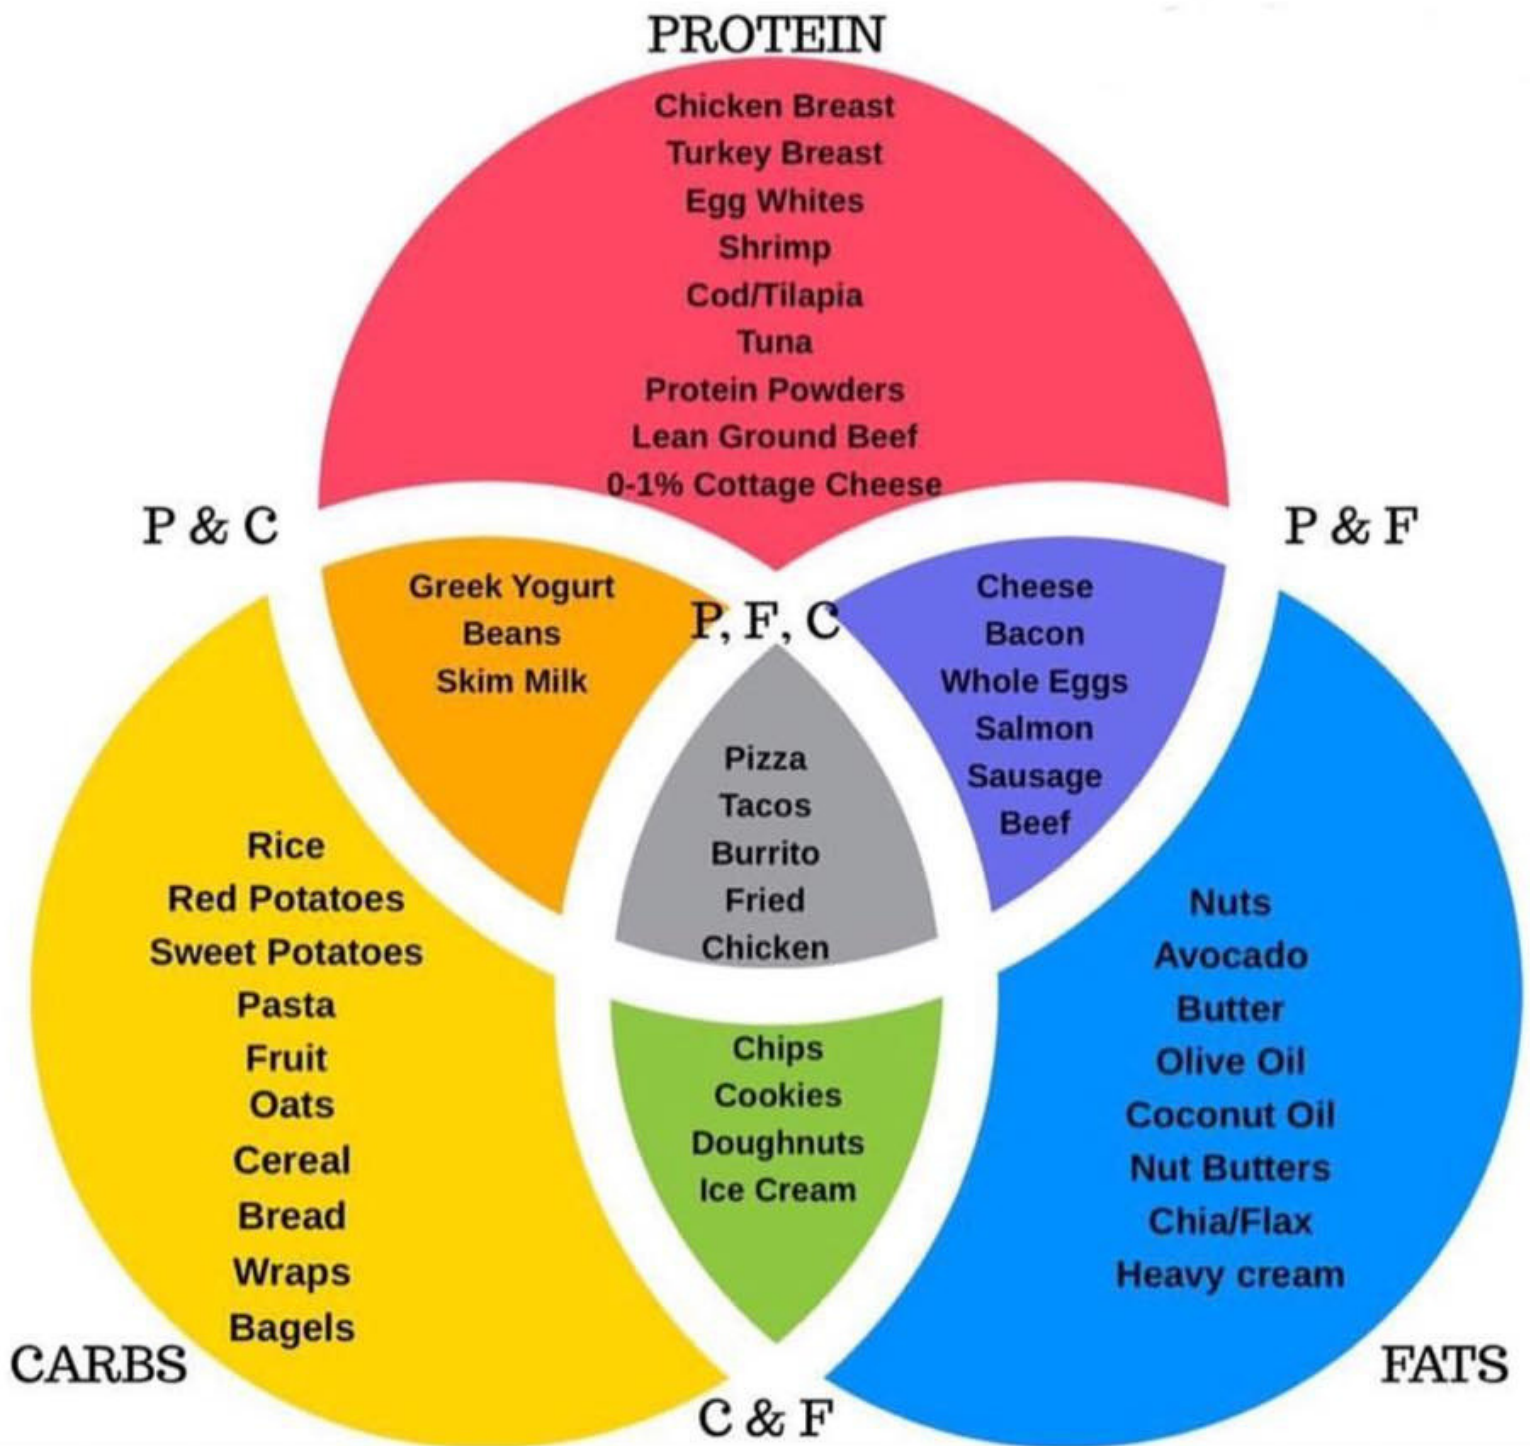 PROTEIN
Chicken Breast
Turkey Breast
Egg Whites
Shrimp
Cod/Tilapia
Tuna
Protein Powders
Lean Ground Beef
0-1% Cottage Cheese
P & C
P & F
Greek Yogurt
Beans
Skim Milk
P, F, C
Cheese
Bacon
Whole Eggs
Salmon
Sausage
Beef
Pizza
Tacos
Burrito
Fried
Chicken
Rice
Red Potatoes
Sweet Potatoes
Pasta
Fruit
Oats
Cereal
Bread
Wraps
Bagels
CARBS
Chips
Cookies
Doughnuts
Ice Cream
C & F
Nuts
Avocado
Butter
Olive Oil
Coconut Oil
Nut Butters
Chia/Flax
Heavy cream
FATS